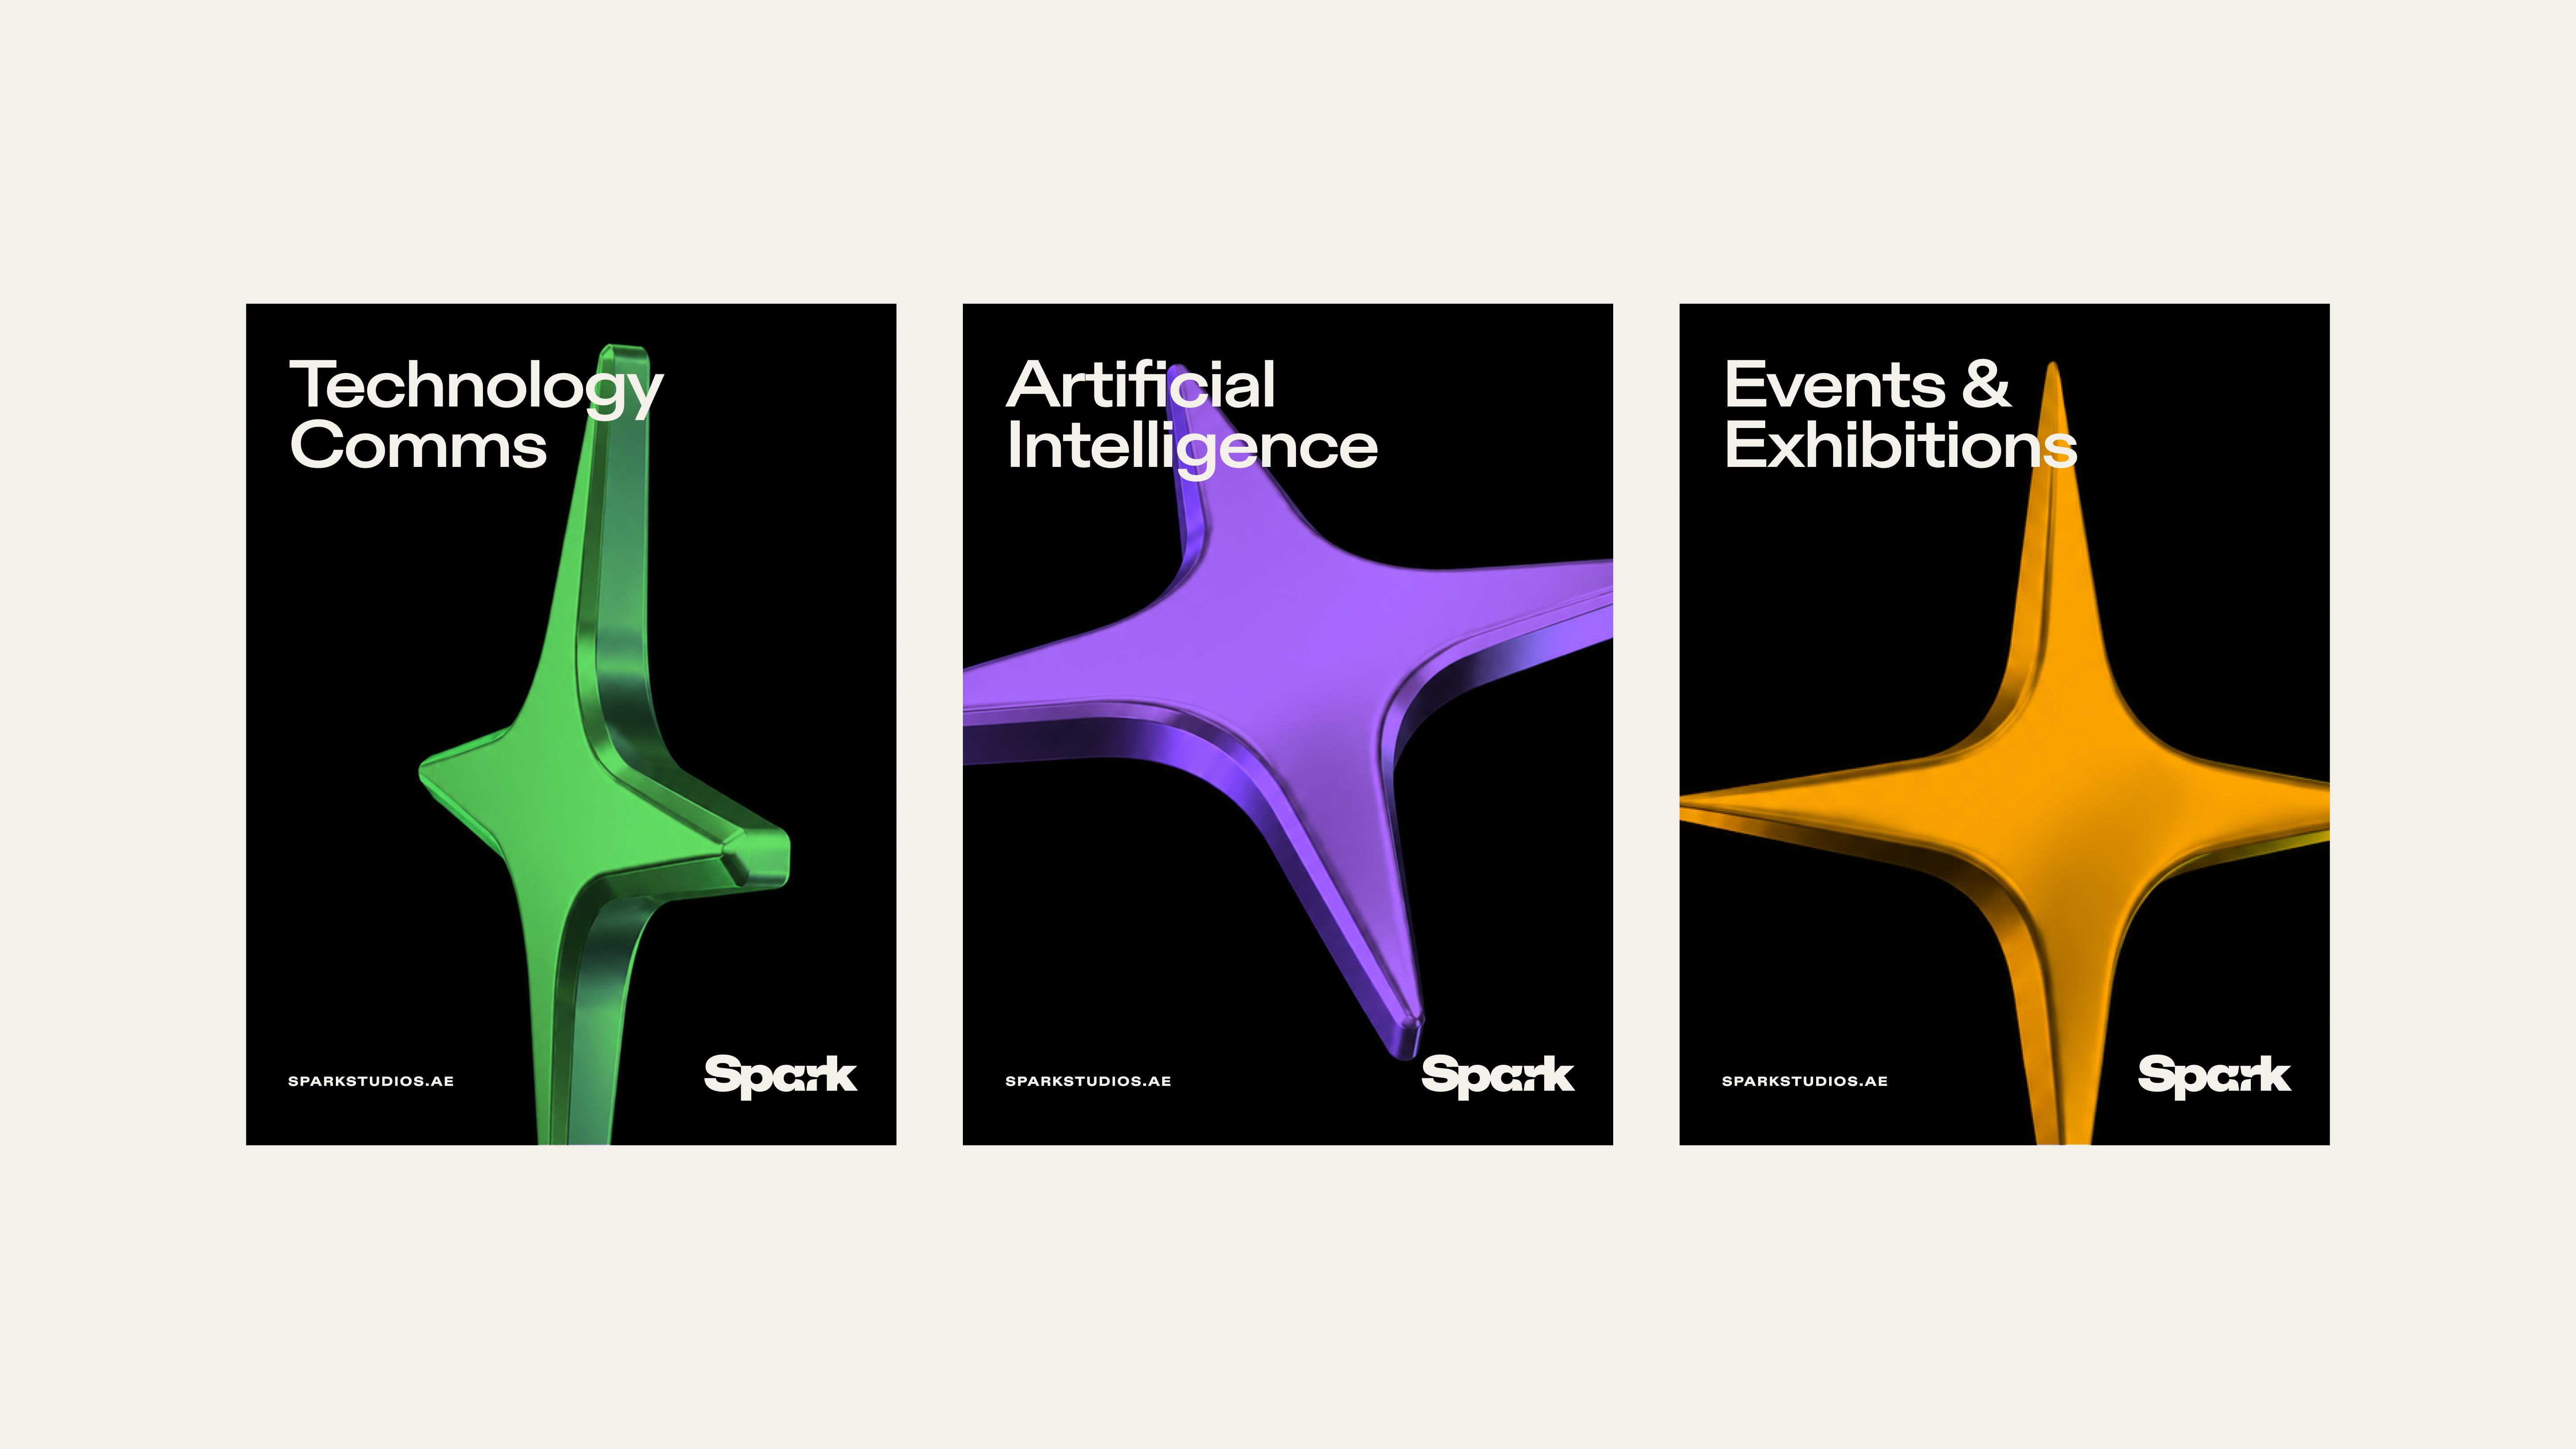 Technology
Comms
SPARKSTUDIOS.AE
Spark
Artificial
Intelligence
SPARKSTUDIOS.AE
Spark
Events &
Exhibitions
SPARKSTUDIOS.AE
Spark